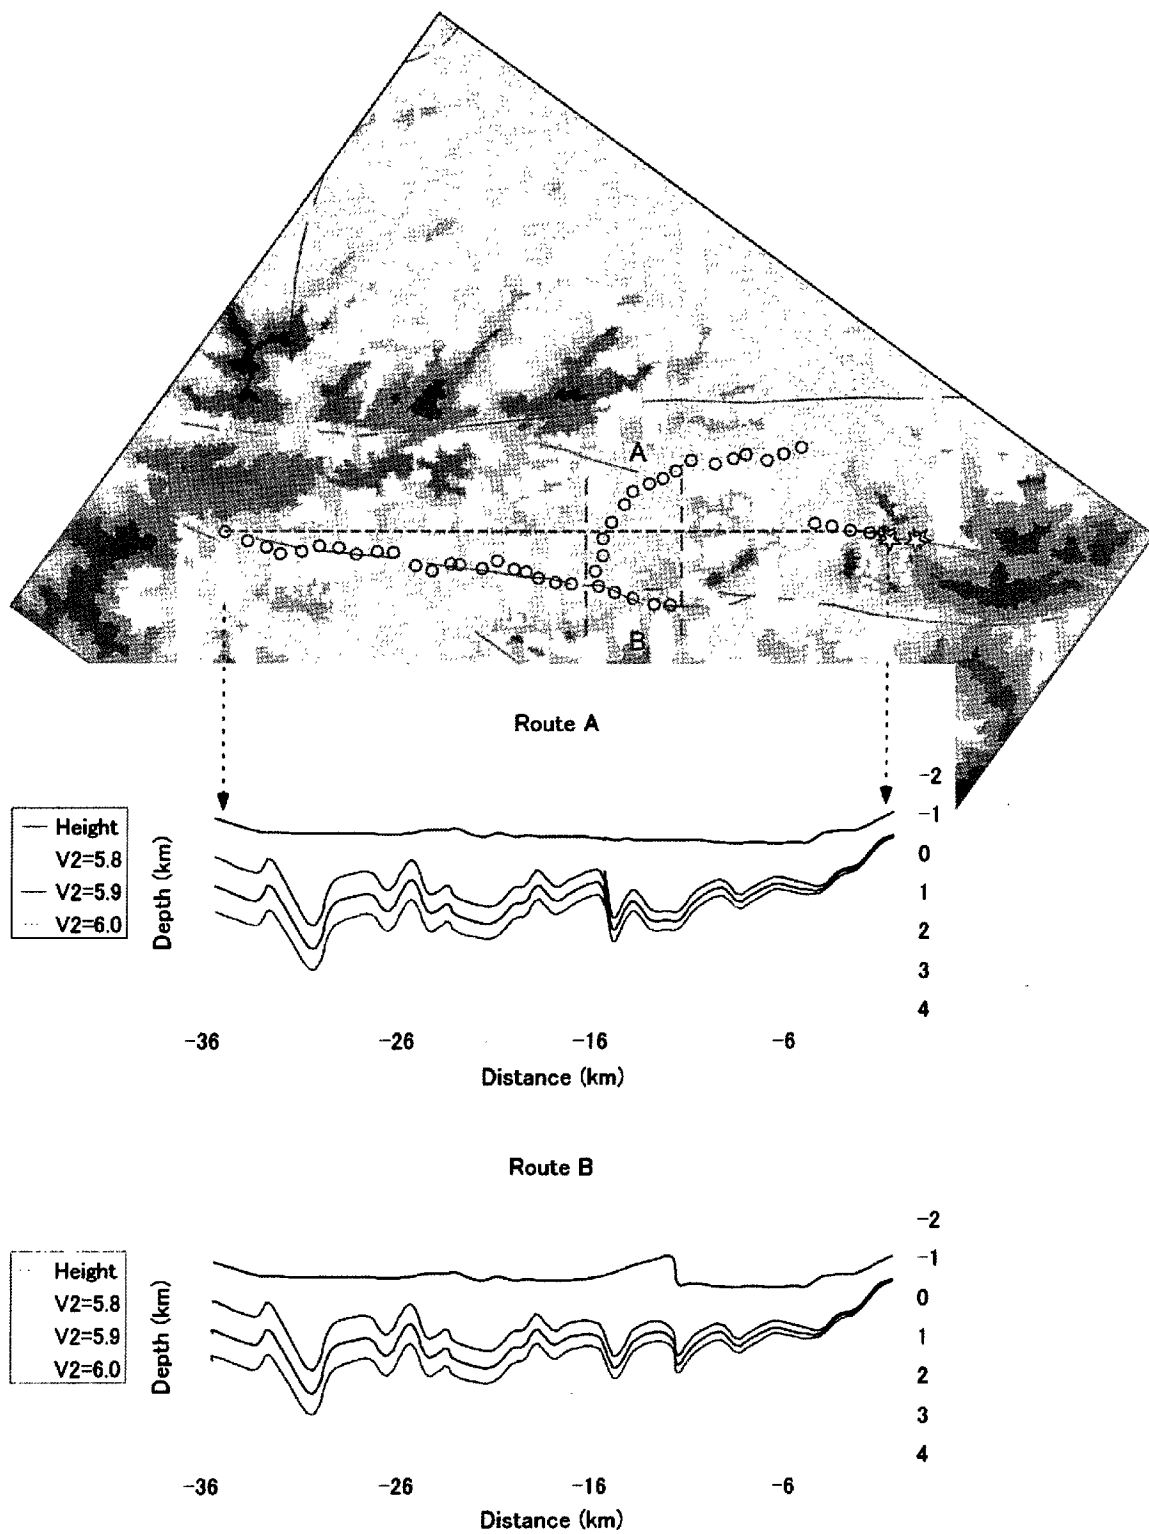 A
B
Route A
-2
-1
0
1
2
3
4
Height
V2=5.8
V2=5.9
V2=6.0
Depth (km)
-36
-26
-16
-6
Distance (km)
Route B
-2
-1
0
1
2
3
4
Height
V2=5.8
V2=5.9
V2=6.0
Depth (km)
-36
-26
-16
-6
Distance (km)